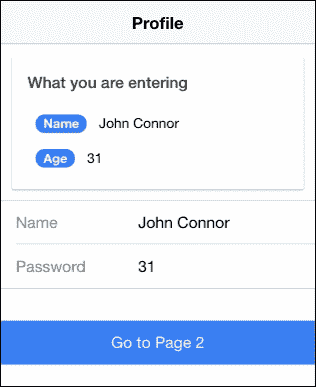 Profile
What you are entering
Name John Connor
Age 31
Name John Connor
Password 31
Go to Page 2